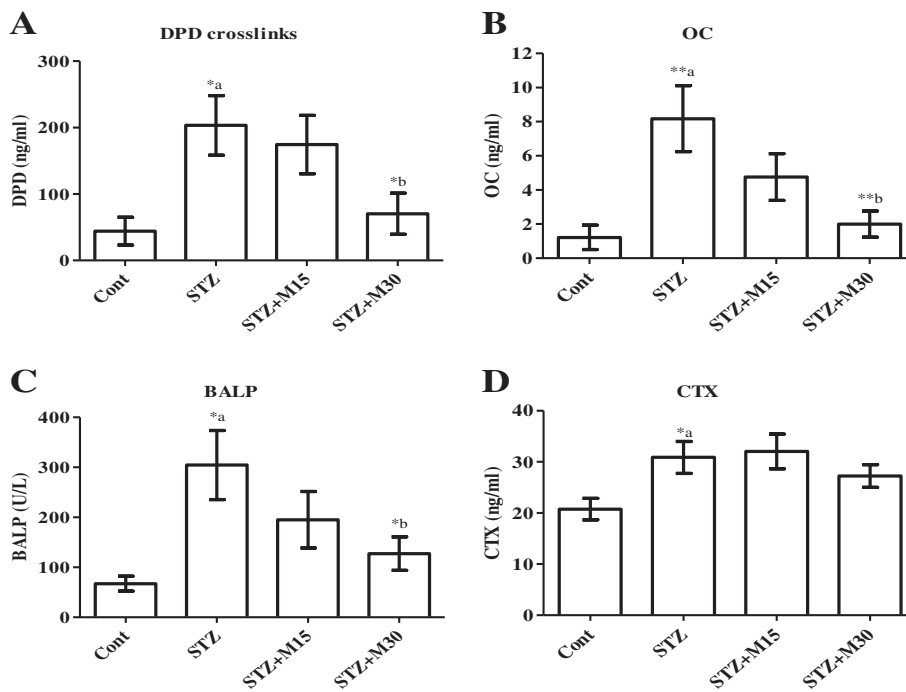 A
DPD crosslinks
DPD (ng/ml)
300
200
100
0
*a
*b
Cont
STZ
STZ+M15
STZ+M30
B
OC
OC (ng/ml)
12
10
8
6
4
2
0
**a
**b
Cont
STZ
STZ+M15
STZ+M30
C
BALP
BALP (U/L)
400
300
200
100
0
*a
*b
Cont
STZ
STZ+M15
STZ+M30
D
CTX
CTX (ng/ml)
40
30
20
10
0
*a
Cont
STZ
STZ+M15
STZ+M30